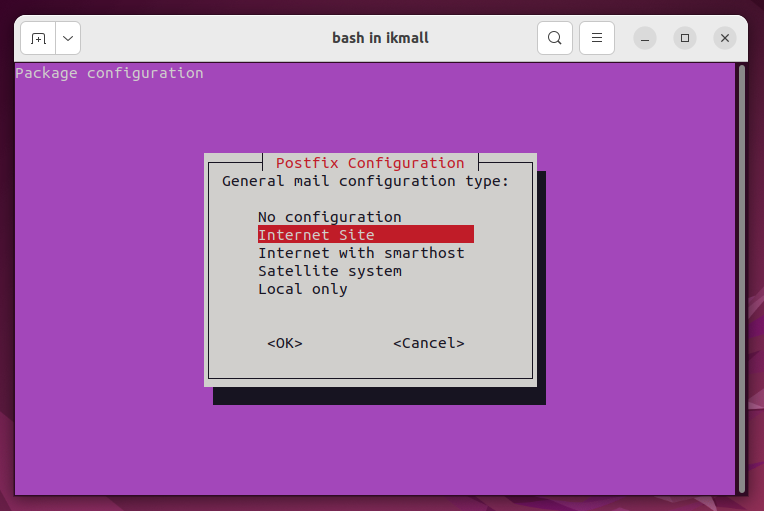 bash in ikmall
Package configuration
Postfix Configuration
General mail configuration type:
No configuration
Internet Site
Internet with smarthost
Satellite system
Local only
<OK> <Cancel>